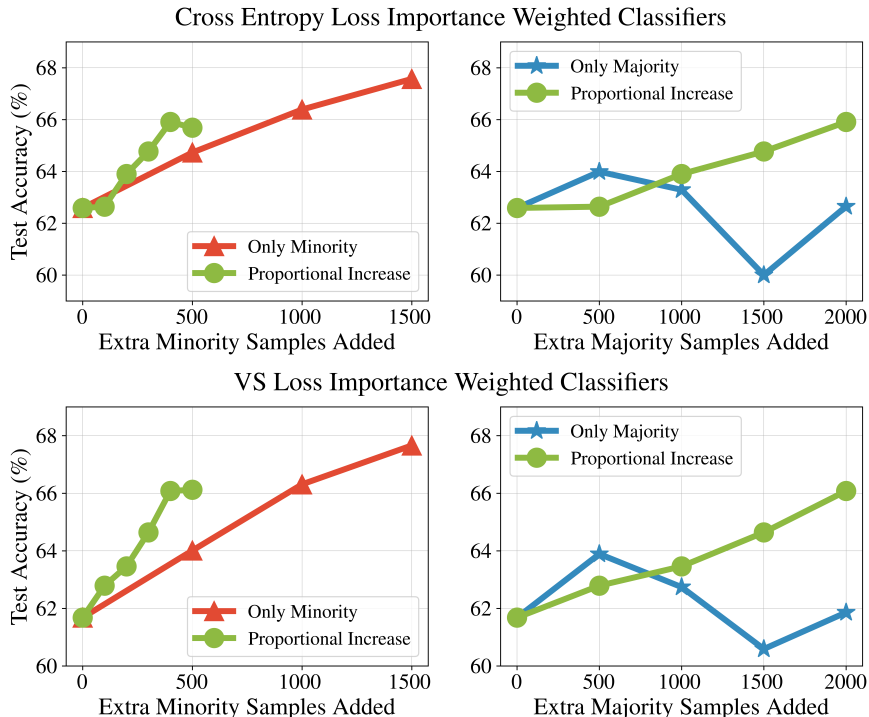 Cross Entropy Loss Importance Weighted Classifiers
Test Accuracy (%)
68
66
64
62
60
Only Minority
Proportional Increase
0 500 1000 1500
Extra Minority Samples Added
68
66
64
62
60
Only Majority
Proportional Increase
0 500 1000 1500 2000
Extra Majority Samples Added
VS Loss Importance Weighted Classifiers
Test Accuracy (%)
68
66
64
62
60
Only Minority
Proportional Increase
0 500 1000 1500
Extra Minority Samples Added
68
66
64
62
60
Only Majority
Proportional Increase
0 500 1000 1500 2000
Extra Majority Samples Added